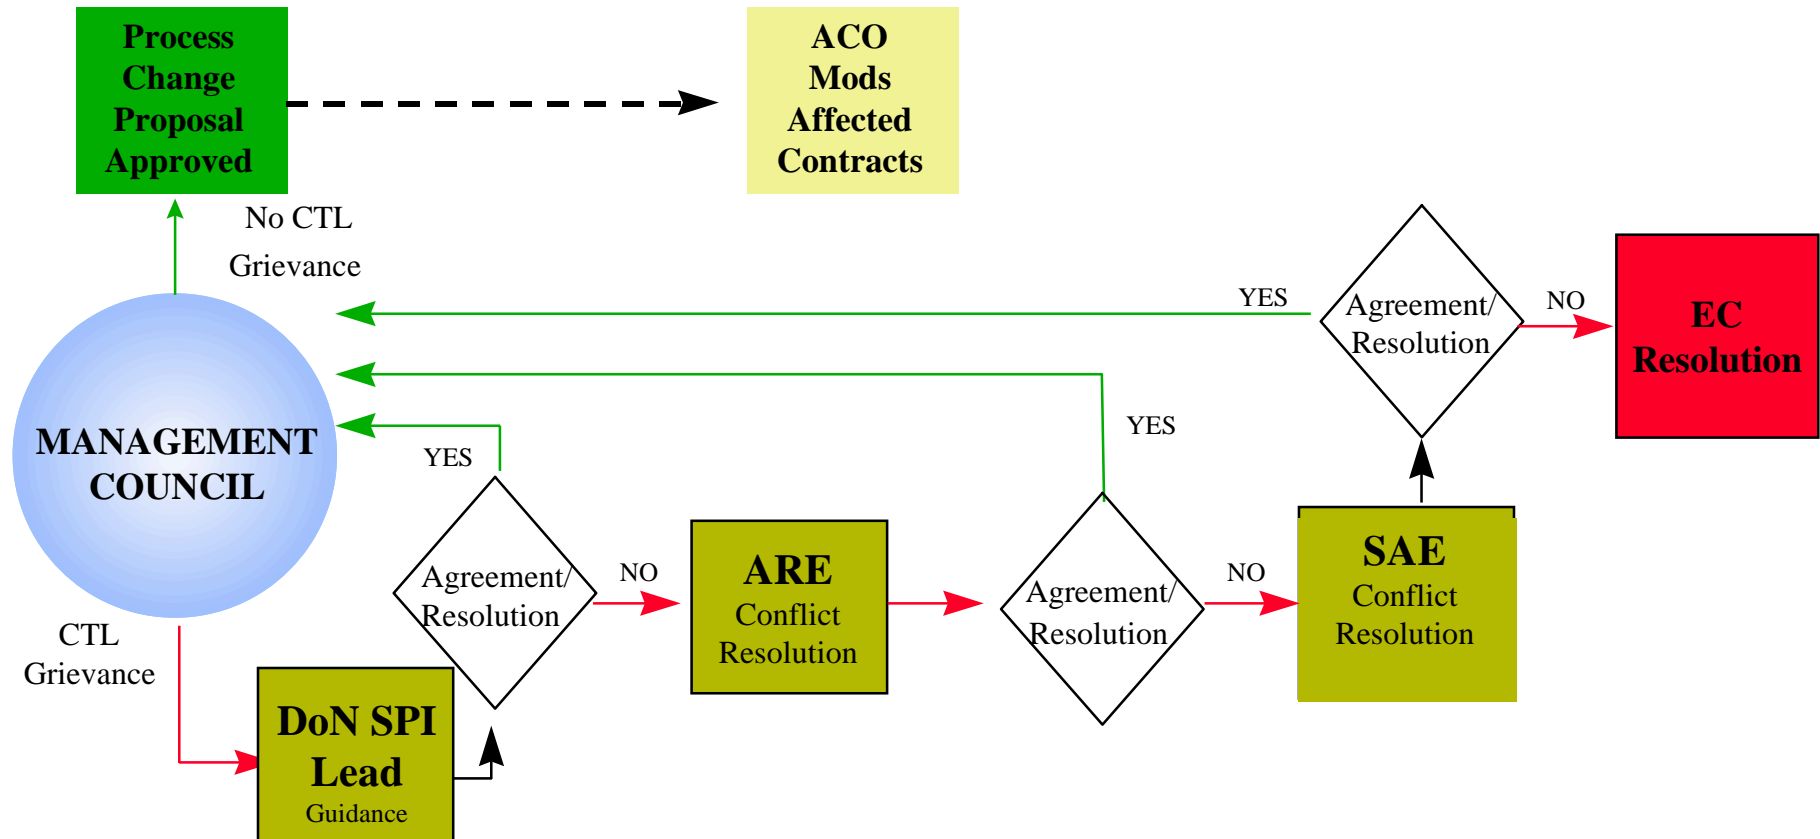 Process
Change
Proposal
Approved
ACO
Mods
Affected
Contracts
No CTL
Grievance
YES
Agreement/
Resolution
NO
EC
Resolution
MANAGEMENT
COUNCIL
YES
YES
Agreement/
Resolution
NO
ARE
Conflict
Resolution
Agreement/
Resolution
NO
SAE
Conflict
Resolution
CTL
Grievance
DoN SPI
Lead
Guidance